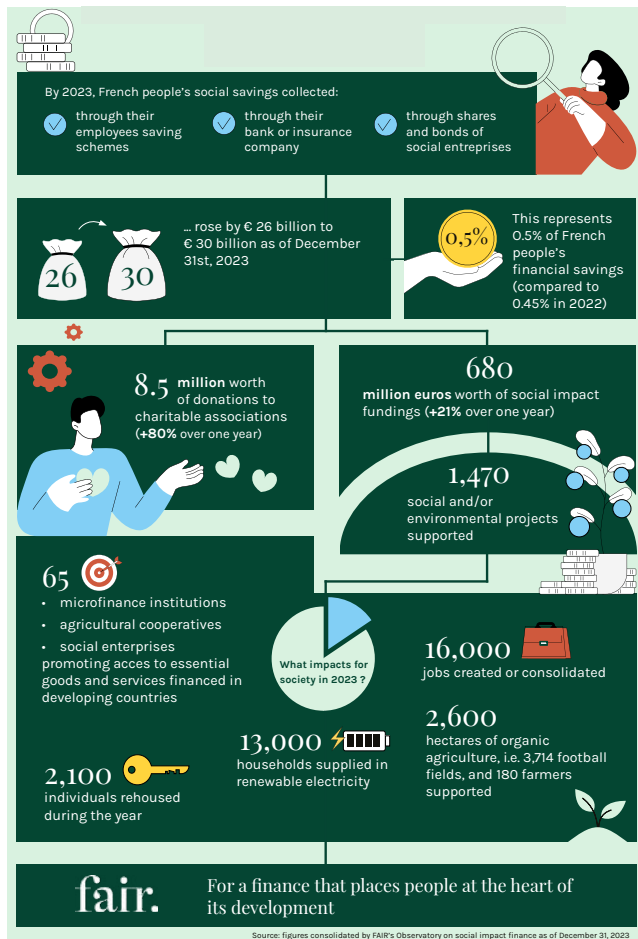 By 2023, French people's social savings collected:
through their
employees saving
schemes
through their
bank or insurance
company
through shares
and bonds of
social entreprises
26
30
... rose by € 26 billion to
€ 30 billion as of December
31st, 2023
0,5%
This represents
0.5% of French
people's
financial savings
(compared to
0.45% in 2022)
8.5 million worth
of donations to
charitable associations
(+80% over one year)
680
million euros worth of social impact
fundings (+21% over one year)
1,470
social and/or
environmental projects
supported
65
• microfinance institutions
• agricultural cooperatives
• social enterprises
promoting acces to essential
goods and services financed in
developing countries
What impacts for
society in 2023 ?
16,000
jobs created or consolidated
2,600
hectares of organic
agriculture, i.e. 3,714 football
fields, and 180 farmers
supported
13,000
households supplied in
renewable electricity
2,100
individuals rehoused
during the year
fair.
For a finance that places people at the heart of
its development
Source: figures consolidated by FAIR's Observatory on social impact finance as of December 31, 2023